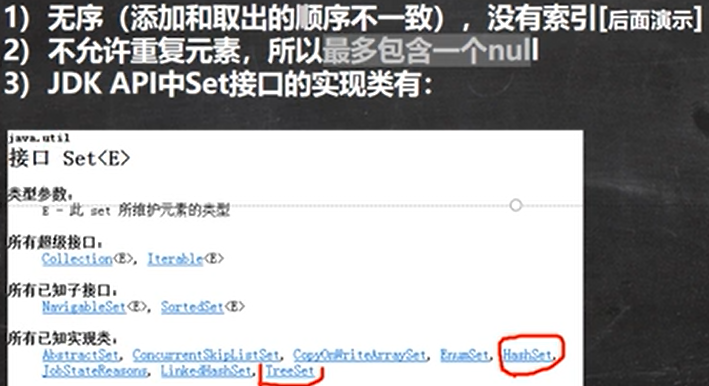 1）无序（添加和取出的顺序不一致），没有索引[后面演示]
2）不允许重复元素，所以最多包含一个null
3）JDK API中Set接口的实现类有：
java.util
接口 Set<E>
类型参数：
E - 此 set 所维护元素的类型
所有超级接口：
Collection<E>, Iterable<E>
所有已知子接口：
NavigableSet<E>, SortedSet<E>
所有已知实现类：
AbstractSet, ConcurrentSkipListSet, CopyOnWriteArraySet, EnumSet, HashSet,
JobStateReasons, LinkedHashSet, TreeSet